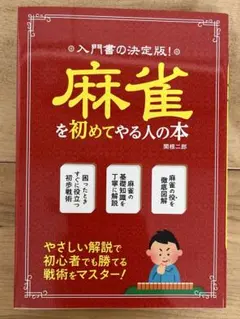 入門書の決定版!
麻雀
を初めてやる人の本
関根二郎
麻雀の役を
徹底図解
麻雀の
基礎知識を
丁寧に解説
困ったとき
すぐに役立つ
初歩戦術
やさしい解説で
初心者でも勝てる
戦術をマスター!